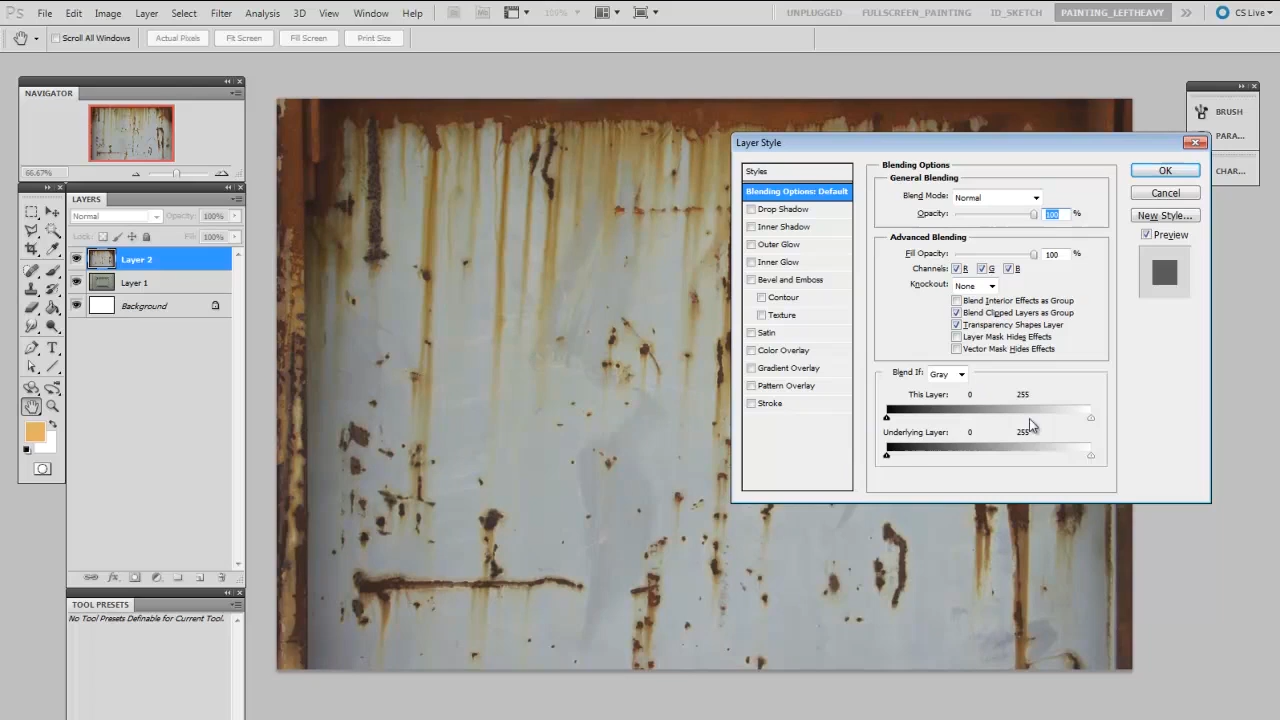 Ps File Edit Image Layer Select Filter Analysis 3D View Window Help 100% UNPLUGGED FULLSCREEN_PAINTING ID_SKETCH PAINTING_LEFTHEAVY CS Live
Scroll All Windows Actual Pixels Fit Screen Fill Screen Print Size
NAVIGATOR
66.67%
LAYERS
Normal Opacity: 100%
Lock: Fill: 100%
Layer 2
Layer 1
Background
TOOL PRESETS
No Tool Presets Definable for Current Tool.
Layer Style
Styles
Blending Options: Default
Drop Shadow
Inner Shadow
Outer Glow
Inner Glow
Bevel and Emboss
Contour
Texture
Satin
Color Overlay
Gradient Overlay
Pattern Overlay
Stroke
Blending Options
General Blending
Blend Mode: Normal
Opacity: 100 %
Advanced Blending
Fill Opacity: 100 %
Channels: R G B
Knockout: None
Blend Interior Effects as Group
Blend Clipped Layers as Group
Transparency Shapes Layer
Layer Mask Hides Effects
Vector Mask Hides Effects
Blend If: Gray
This Layer: 0 255
Underlying Layer: 0 255
OK
Cancel
New Style...
Preview
BRUSH
PARA...
CHAR...